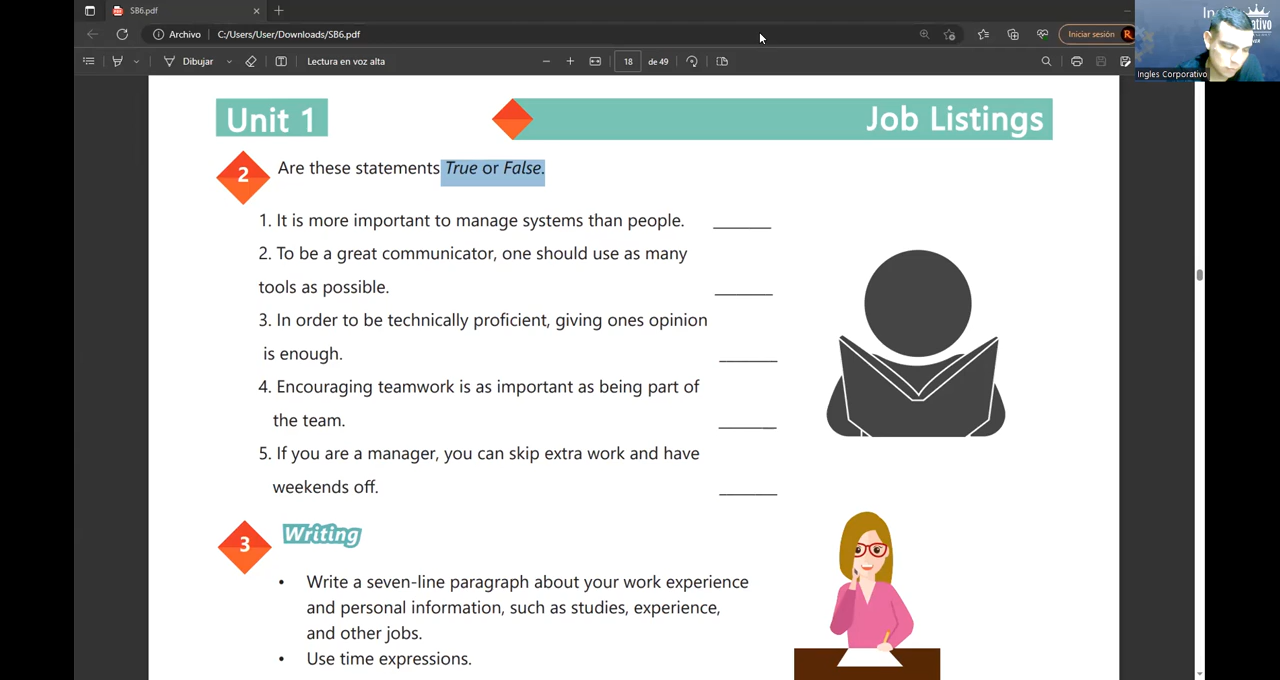 SB6.pdf
Archivo
C:/Users/User/Downloads/SB6.pdf
Iniciar sesión
R
Ingles Corporativo
Dibujar
Lectura en voz alta
18 de 49
Unit 1
Job Listings
2 Are these statements True or False.
1. It is more important to manage systems than people. ______
2. To be a great communicator, one should use as many
tools as possible. ______
3. In order to be technically proficient, giving ones opinion
is enough. ______
4. Encouraging teamwork is as important as being part of
the team. ______
5. If you are a manager, you can skip extra work and have
weekends off. ______
3 Writing
• Write a seven-line paragraph about your work experience
and personal information, such as studies, experience,
and other jobs.
• Use time expressions.